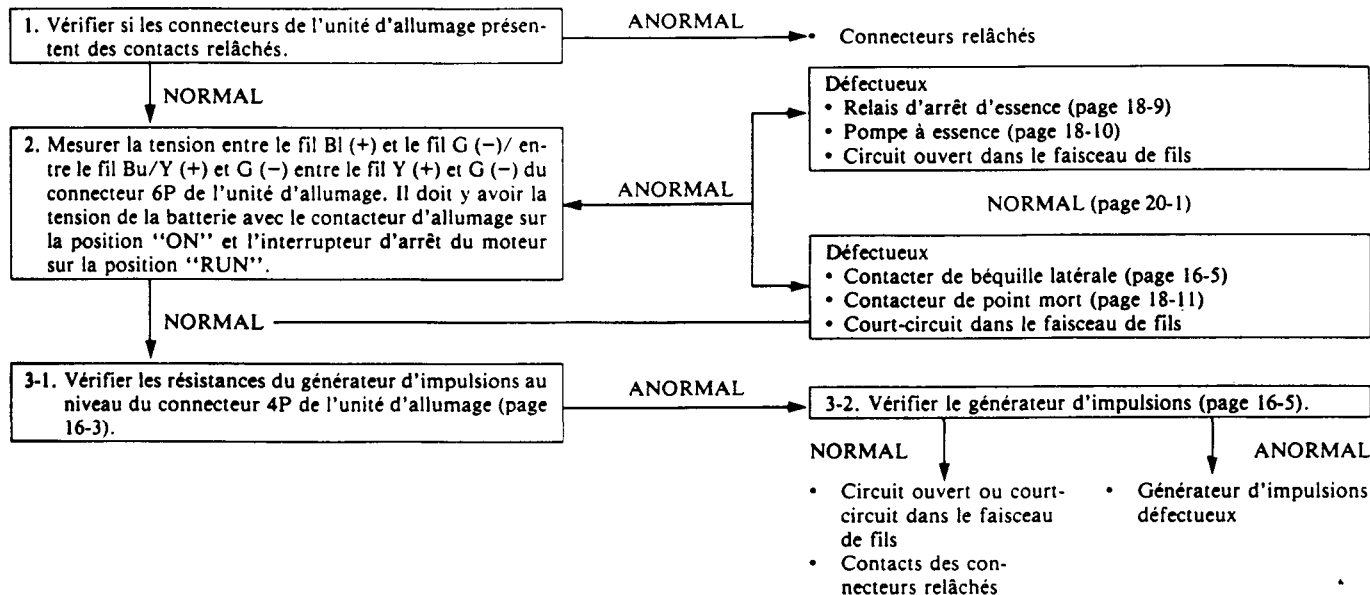 1. Vérifier si les connecteurs de l'unité d'allumage présen-
tent des contacts relâchés.
ANORMAL
• Connecteurs relâchés
NORMAL
2. Mesurer la tension entre le fil Bl (+) et le fil G (−)/ en-
tre le fil Bu/Y (+) et G (−) entre le fil Y (+) et G (−) du
connecteur 6P de l'unité d'allumage. Il doit y avoir la
tension de la batterie avec le contacteur d'allumage sur
la position ‘‘ON’’ et l'interrupteur d'arrêt du moteur
sur la position ‘‘RUN’’.
ANORMAL
Défectueux
• Relais d'arrêt d'essence (page 18-9)
• Pompe à essence (page 18-10)
• Circuit ouvert dans le faisceau de fils
NORMAL (page 20-1)
Défectueux
• Contacter de béquille latérale (page 16-5)
• Contacteur de point mort (page 18-11)
• Court-circuit dans le faisceau de fils
NORMAL
3-1. Vérifier les résistances du générateur d'impulsions au
niveau du connecteur 4P de l'unité d'allumage (page
16-3).
ANORMAL
3-2. Vérifier le générateur d'impulsions (page 16-5).
NORMAL
• Circuit ouvert ou court-
circuit dans le faisceau
de fils
• Contacts des con-
necteurs relâchés
ANORMAL
• Générateur d'impulsions
défectueux